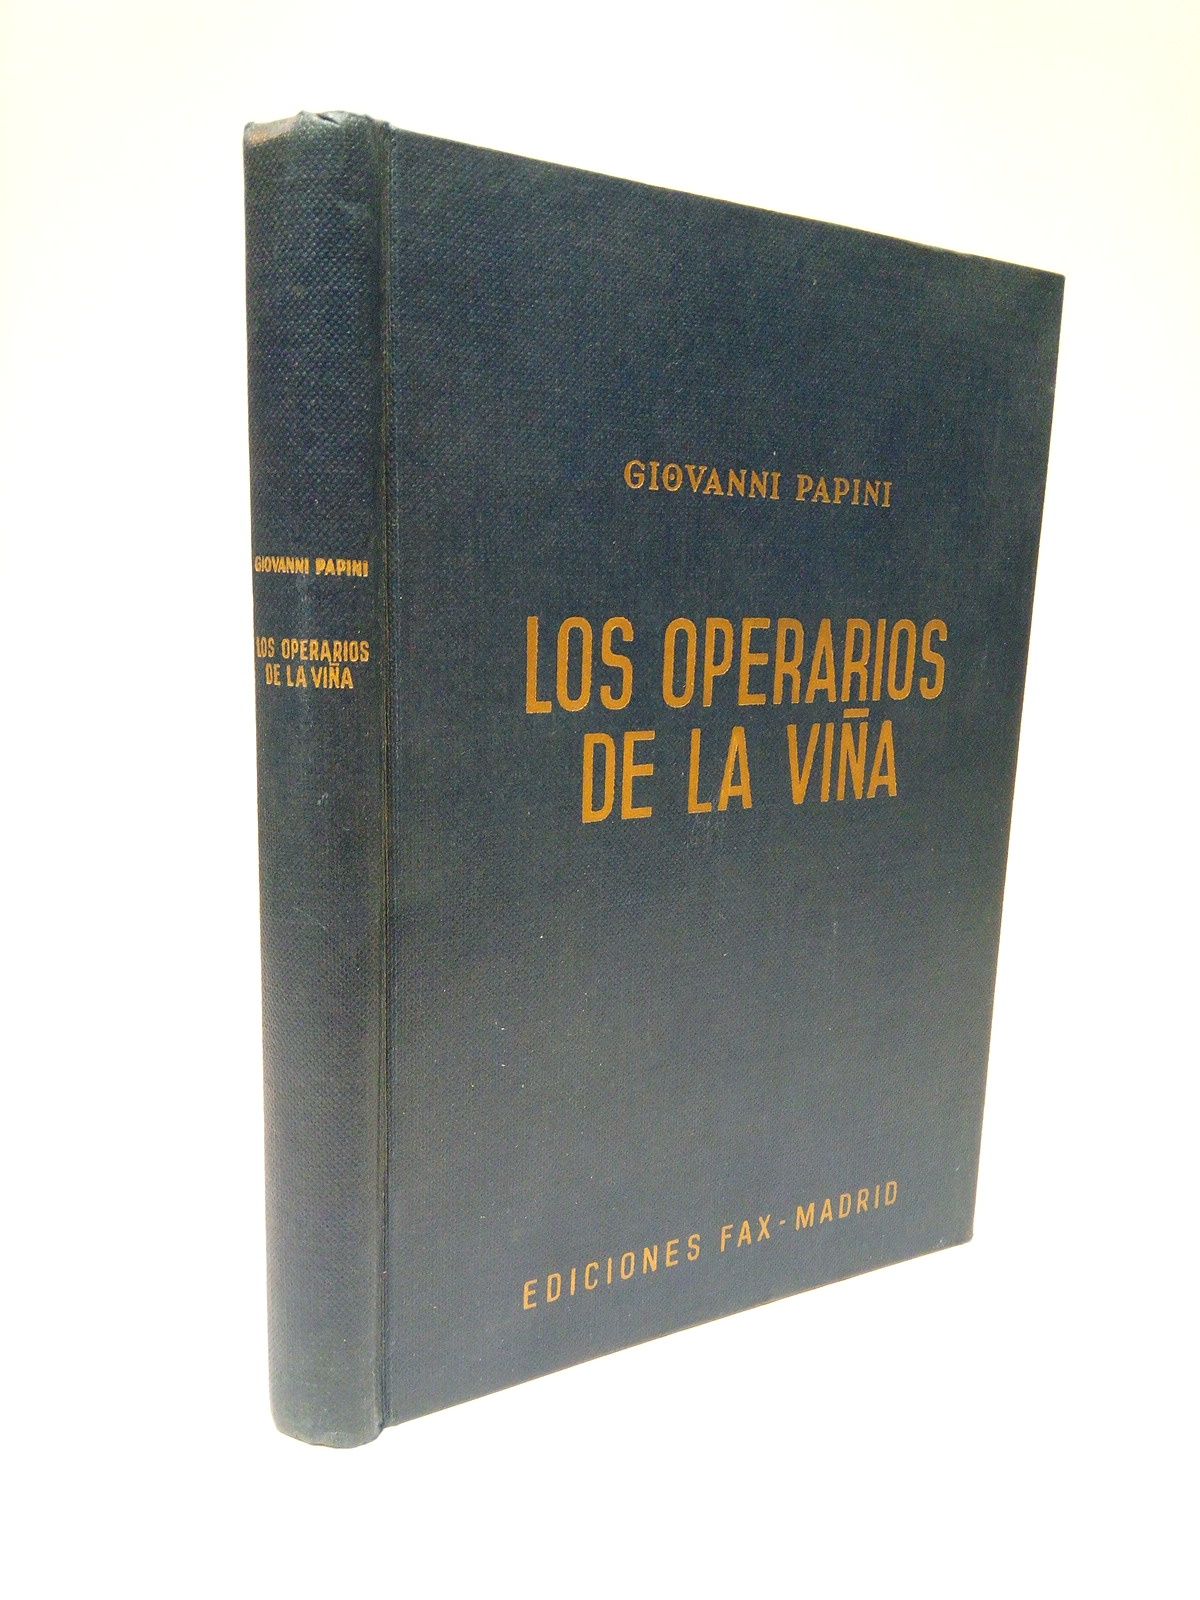 GIOVANNI PAPINI
LOS OPERARIOS
DE LA VIÑA
GIOVANNI PAPINI
LOS OPERARIOS
DE LA VIÑA
EDICIONES FAX - MADRID